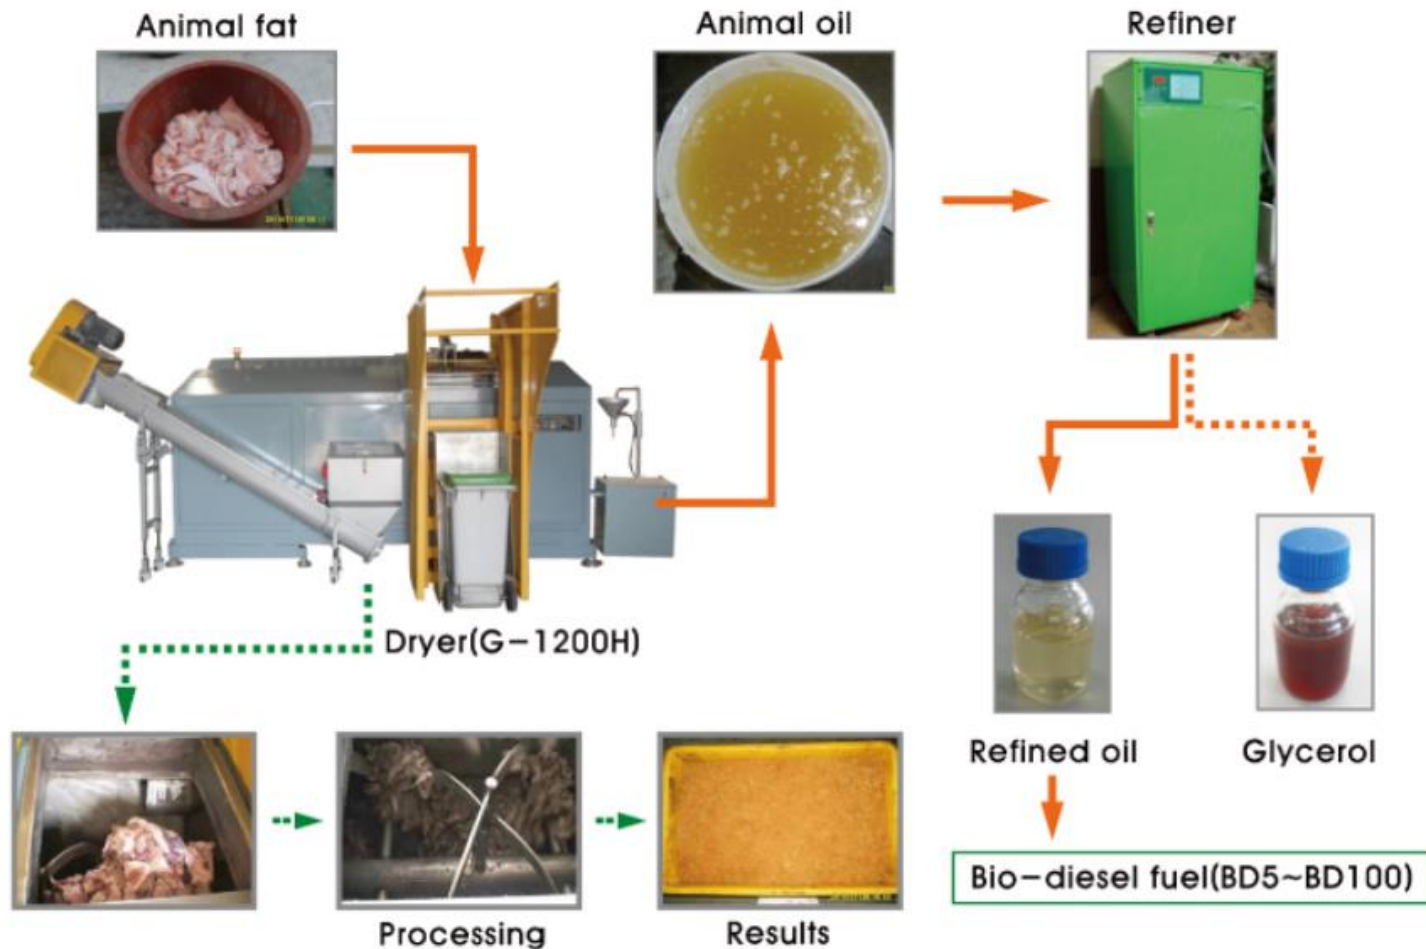 Animal fat
Animal oil
Refiner
Dryer(G-1200H)
Refined oil
Glycerol
Bio-diesel fuel(BD5~BD100)
Processing
Results